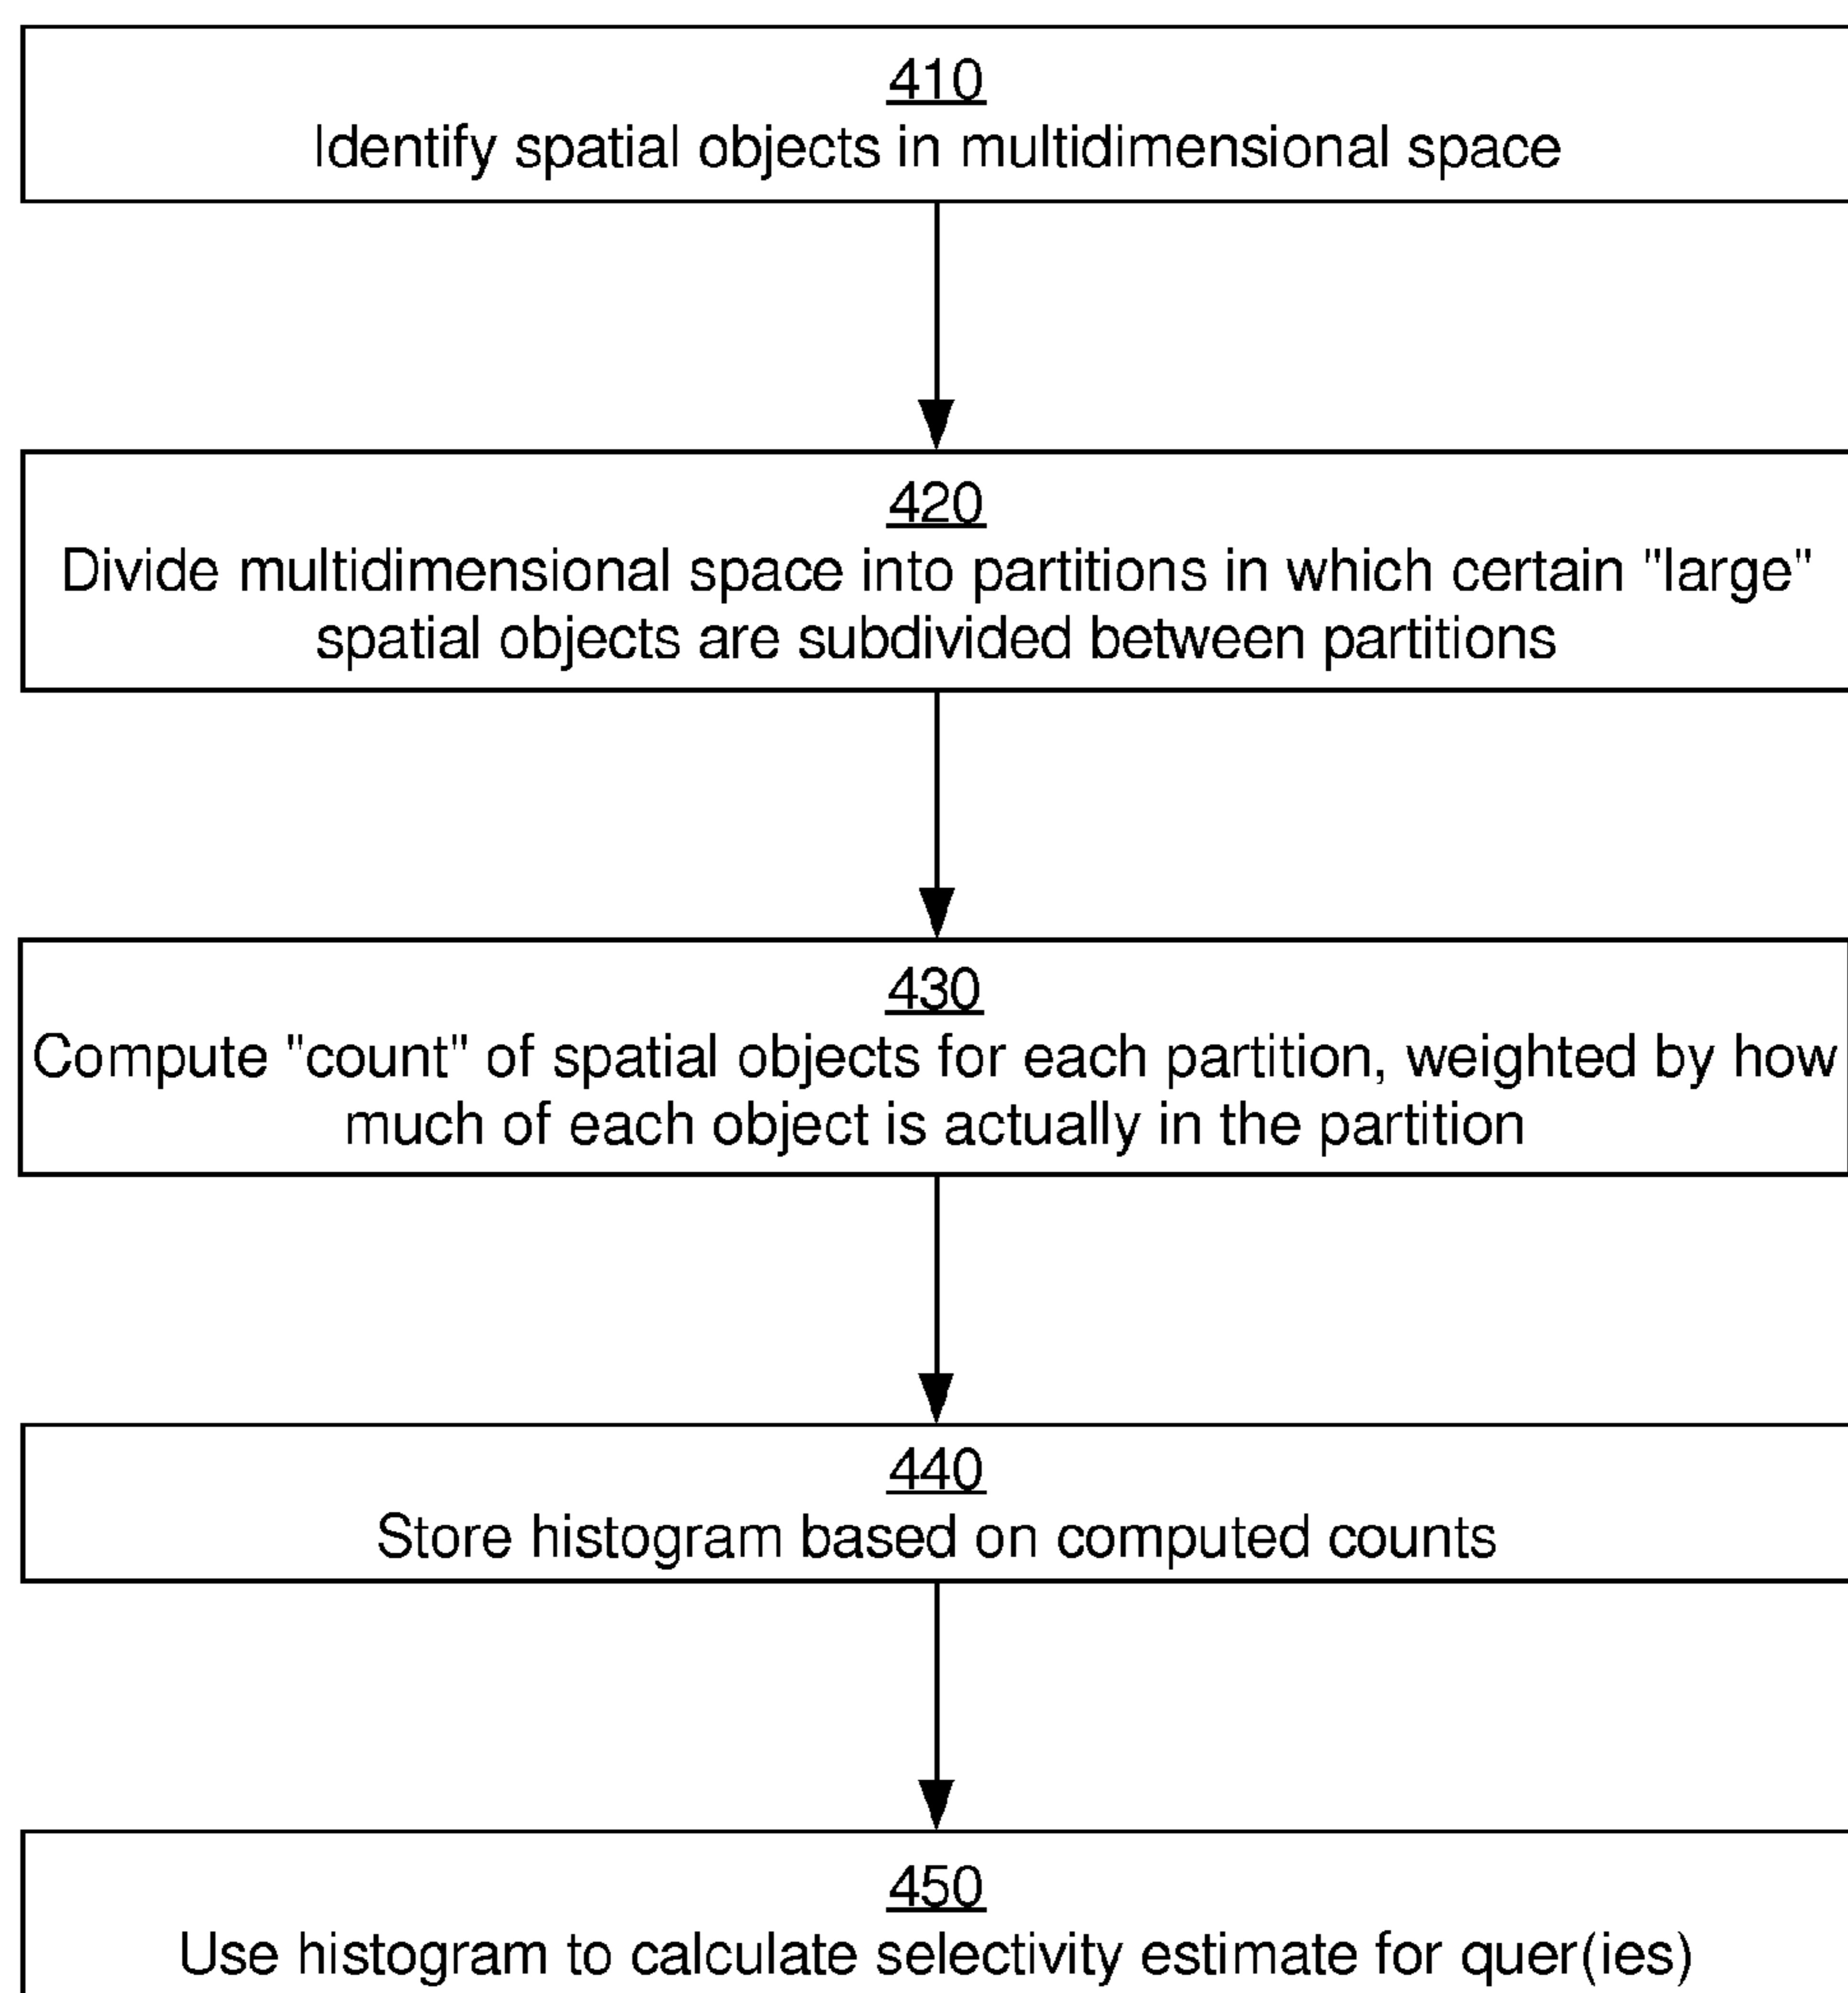 410
Identify spatial objects in multidimensional space
420
Divide multidimensional space into partitions in which certain "large"
spatial objects are subdivided between partitions
430
Compute "count" of spatial objects for each partition, weighted by how
much of each object is actually in the partition
440
Store histogram based on computed counts
450
Use histogram to calculate selectivity estimate for quer(ies)